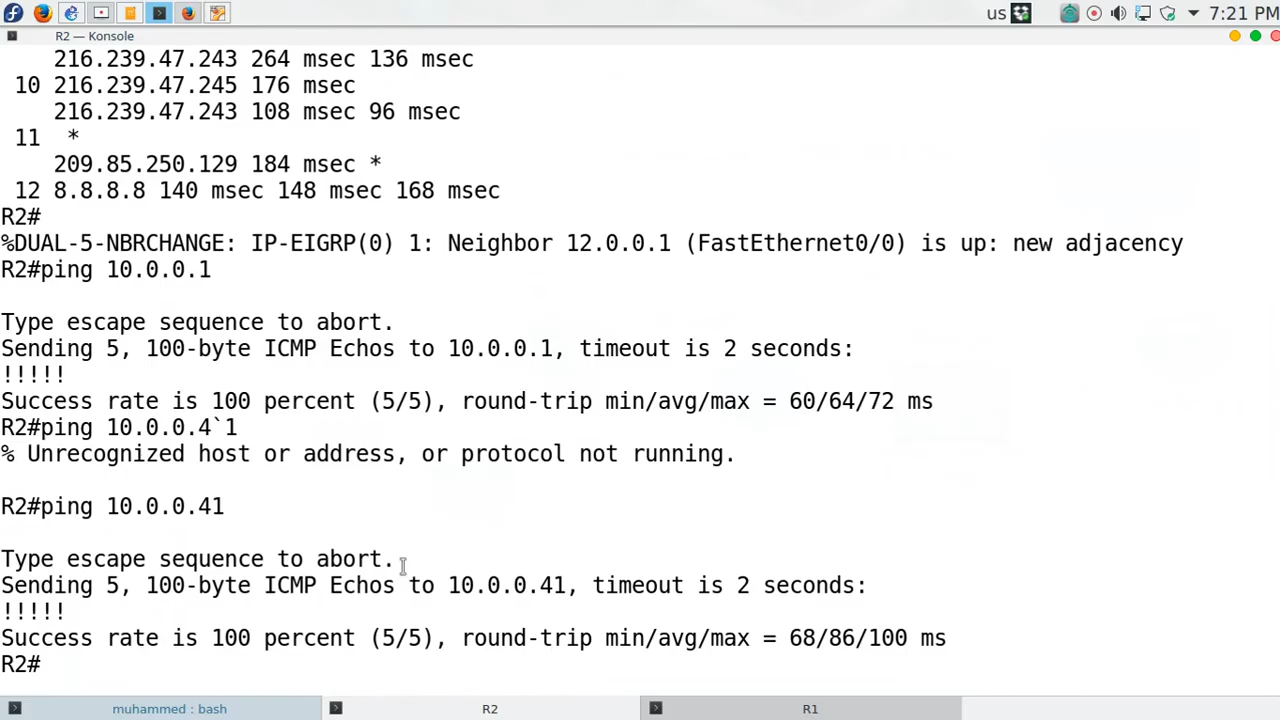 us
7:21 PM
R2 — Konsole
216.239.47.243 264 msec 136 msec
10 216.239.47.245 176 msec
216.239.47.243 108 msec 96 msec
11  *
209.85.250.129 184 msec *
12 8.8.8.8 140 msec 148 msec 168 msec
R2#
%DUAL-5-NBRCHANGE: IP-EIGRP(0) 1: Neighbor 12.0.0.1 (FastEthernet0/0) is up: new adjacency
R2#ping 10.0.0.1
Type escape sequence to abort.
Sending 5, 100-byte ICMP Echos to 10.0.0.1, timeout is 2 seconds:
!!!!!
Success rate is 100 percent (5/5), round-trip min/avg/max = 60/64/72 ms
R2#ping 10.0.0.4`1
% Unrecognized host or address, or protocol not running.
R2#ping 10.0.0.41
Type escape sequence to abort.
Sending 5, 100-byte ICMP Echos to 10.0.0.41, timeout is 2 seconds:
!!!!!
Success rate is 100 percent (5/5), round-trip min/avg/max = 68/86/100 ms
R2#
muhammed : bash
R2
R1